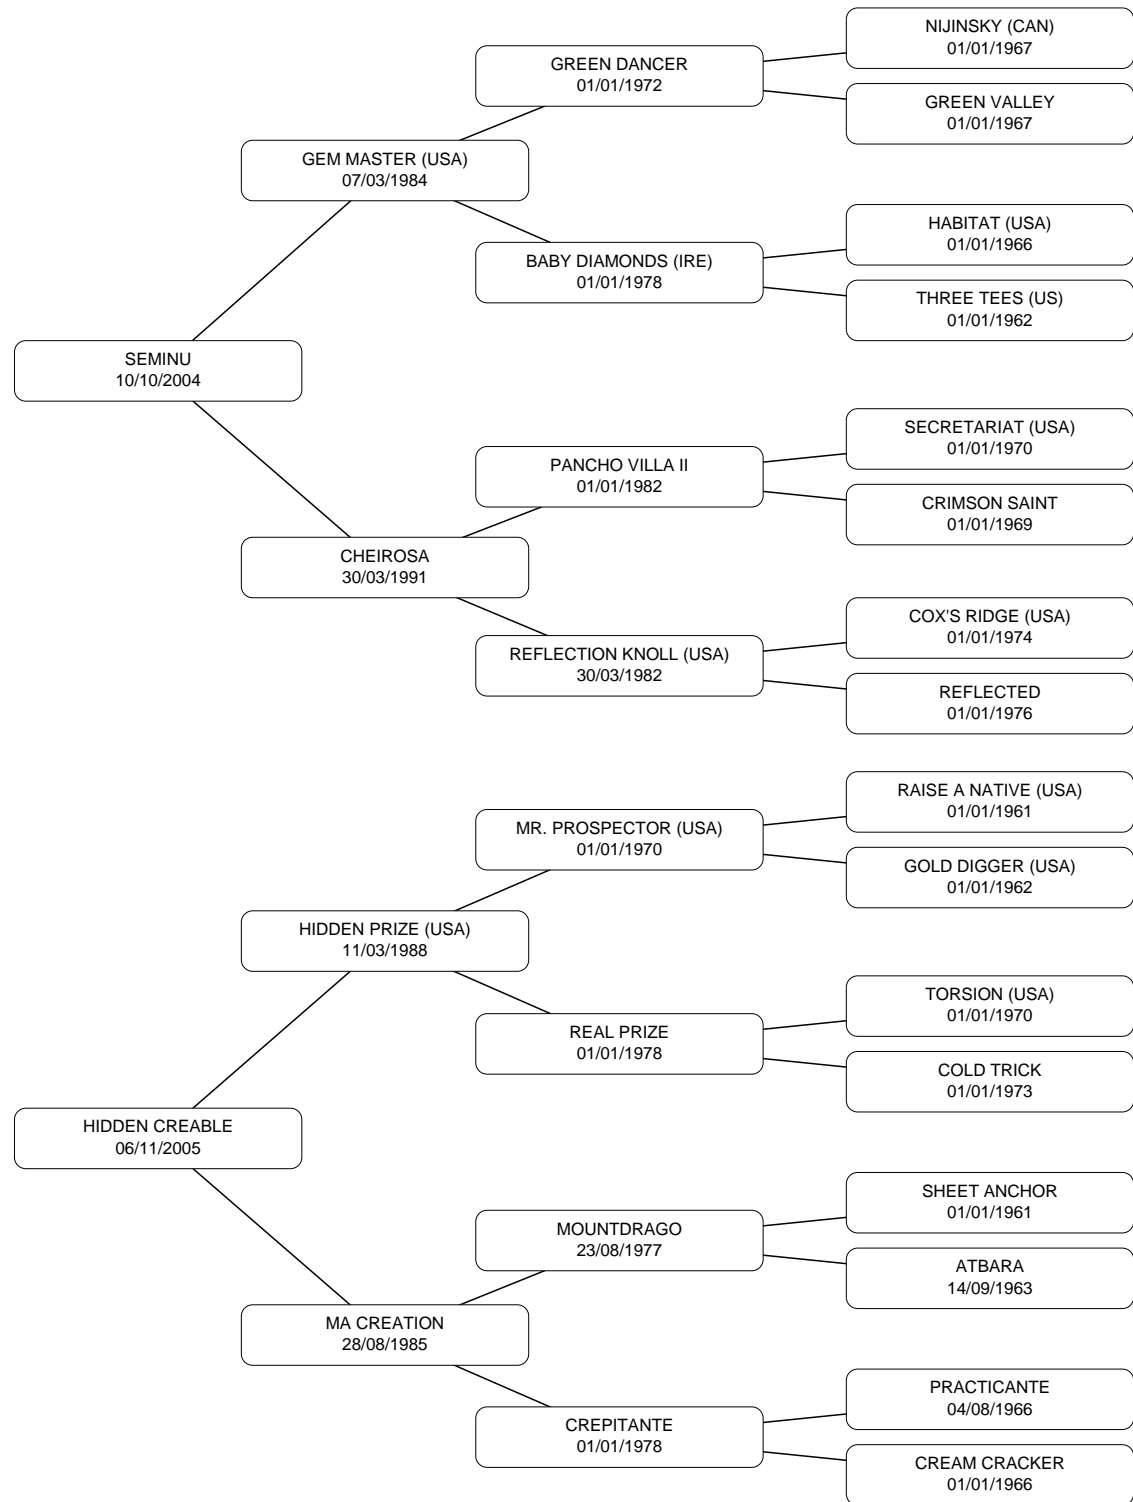 NIJINSKY (CAN)
01/01/1967
GREEN DANCER
01/01/1972
GREEN VALLEY
01/01/1967
GEM MASTER (USA)
07/03/1984
HABITAT (USA)
01/01/1966
BABY DIAMONDS (IRE)
01/01/1978
THREE TEES (US)
01/01/1962
SEMINU
10/10/2004
SECRETARIAT (USA)
01/01/1970
PANCHO VILLA II
01/01/1982
CRIMSON SAINT
01/01/1969
CHEIROSA
30/03/1991
COX'S RIDGE (USA)
01/01/1974
REFLECTION KNOLL (USA)
30/03/1982
REFLECTED
01/01/1976
RAISE A NATIVE (USA)
01/01/1961
MR. PROSPECTOR (USA)
01/01/1970
GOLD DIGGER (USA)
01/01/1962
HIDDEN PRIZE (USA)
11/03/1988
TORSION (USA)
01/01/1970
REAL PRIZE
01/01/1978
COLD TRICK
01/01/1973
HIDDEN CREABLE
06/11/2005
SHEET ANCHOR
01/01/1961
MOUNTDRAGO
23/08/1977
ATBARA
14/09/1963
MA CREATION
28/08/1985
PRACTICANTE
04/08/1966
CREPITANTE
01/01/1978
CREAM CRACKER
01/01/1966